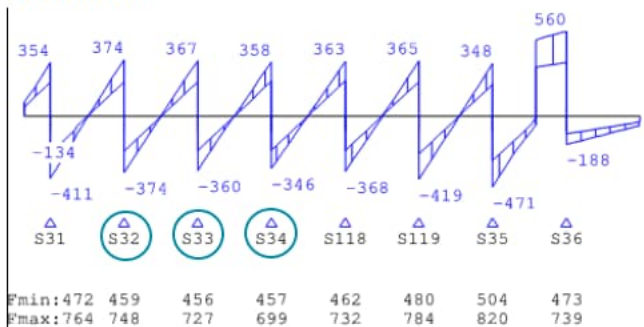 560
354 374 367 358 363 365 348
-134
-188
-411 -374 -360 -346 -368 -419 -471
S31 S32 S33 S34 S118 S119 S35 S36
Fmin: 472 459 456 457 462 480 504 473
Fmax: 764 748 727 699 732 784 820 739